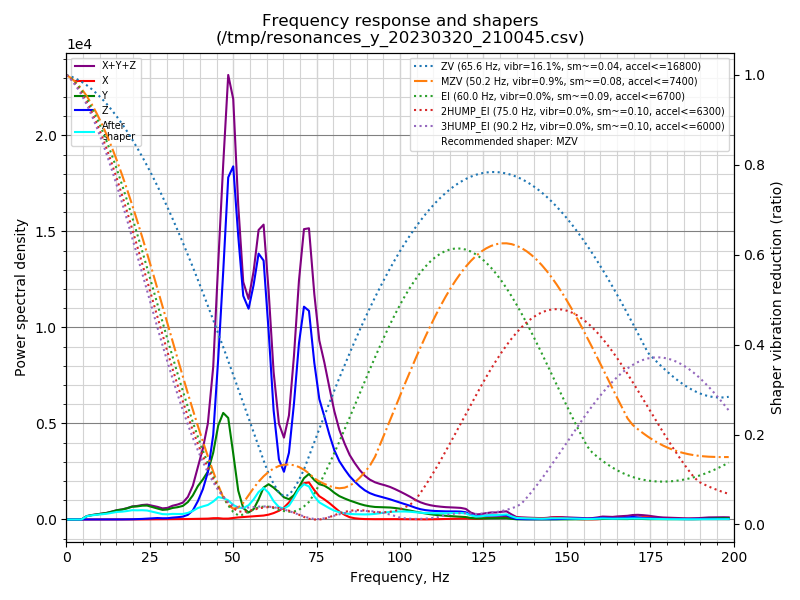 Frequency response and shapers
(/tmp/resonances_y_20230320_210045.csv)
1e4
X+Y+Z
X
Y
Z
After
shaper
ZV (65.6 Hz, vibr=16.1%, sm~=0.04, accel<=16800)
MZV (50.2 Hz, vibr=0.9%, sm~=0.08, accel<=7400)
EI (60.0 Hz, vibr=0.0%, sm~=0.09, accel<=6700)
2HUMP_EI (75.0 Hz, vibr=0.0%, sm~=0.10, accel<=6300)
3HUMP_EI (90.2 Hz, vibr=0.0%, sm~=0.10, accel<=6000)
Recommended shaper: MZV
Power spectral density
2.0
1.5
1.0
0.5
0.0
1.0
0.8
0.6
0.4
0.2
0.0
Shaper vibration reduction (ratio)
0 25 50 75 100 125 150 175 200
Frequency, Hz